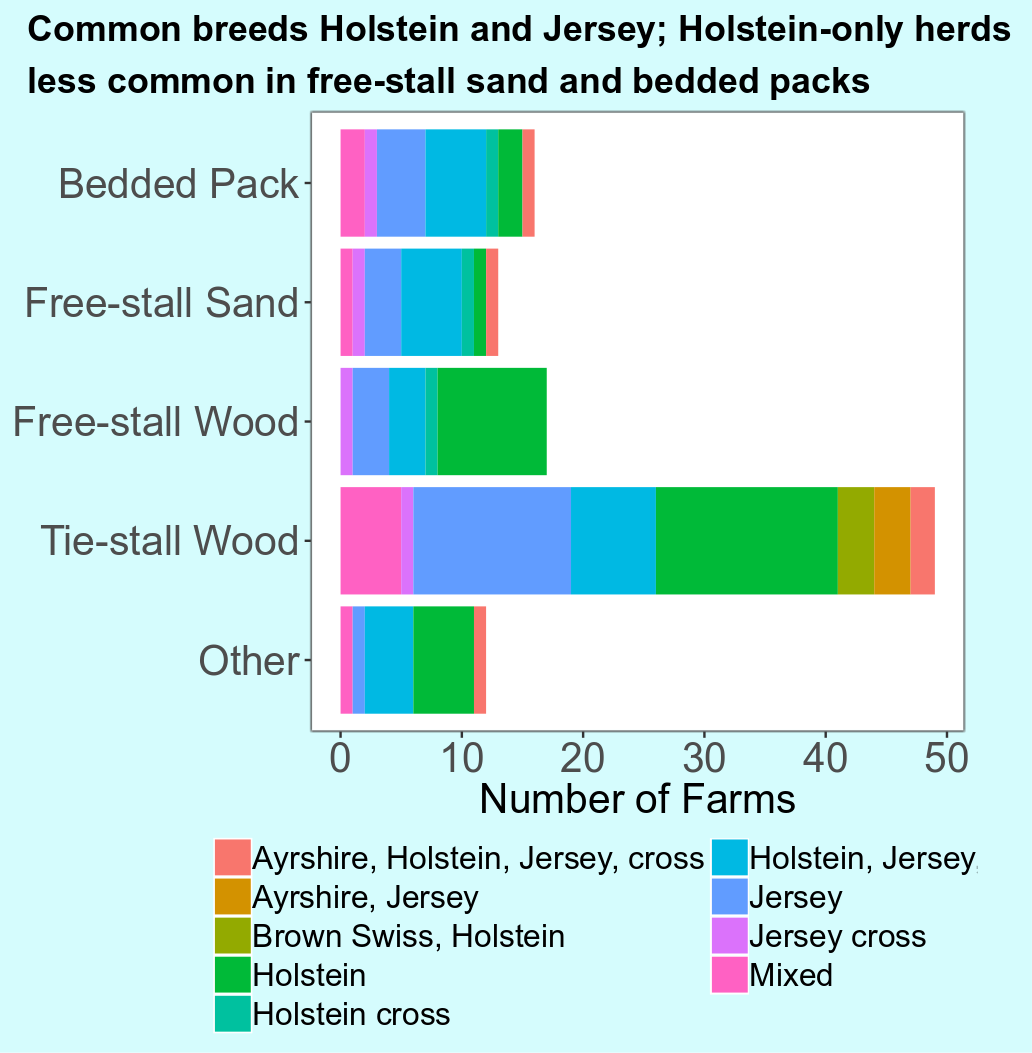 Common breeds Holstein and Jersey; Holstein-only herds
less common in free-stall sand and bedded packs
Bedded Pack
Free-stall Sand
Free-stall Wood
Tie-stall Wood
Other
0 10 20 30 40 50
Number of Farms
Ayrshire, Holstein, Jersey, cross
Ayrshire, Jersey
Brown Swiss, Holstein
Holstein
Holstein cross
Holstein, Jersey,
Jersey
Jersey cross
Mixed